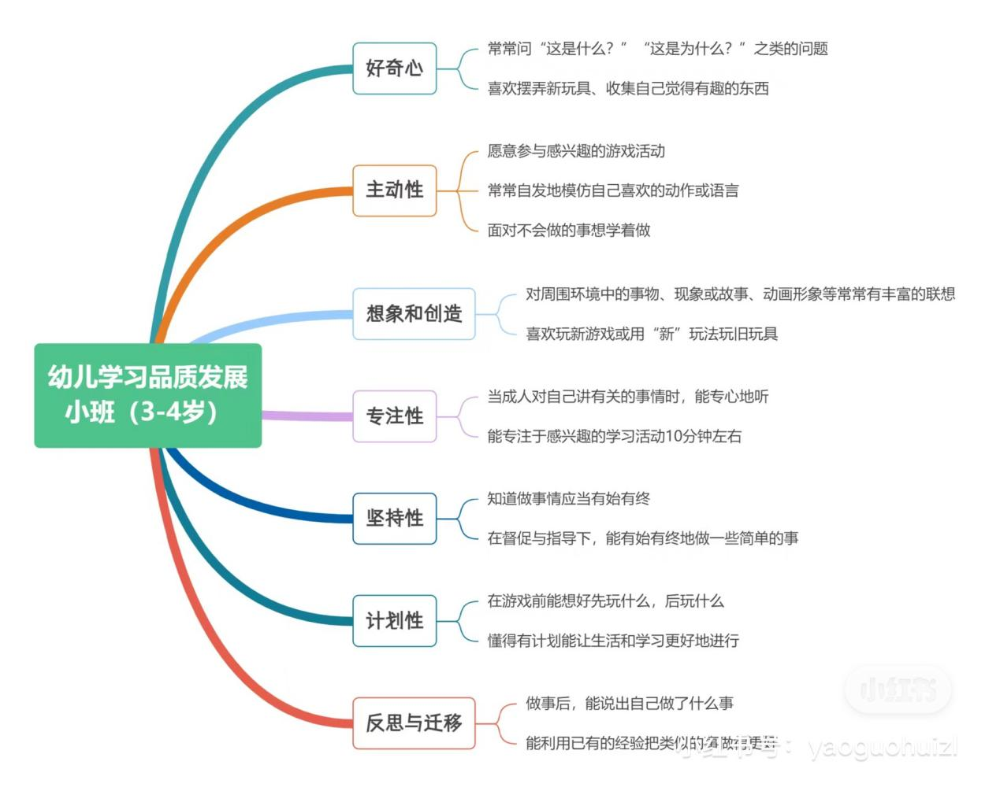 幼儿学习品质发展
小班（3-4岁）
好奇心
常常问“这是什么？”“这是为什么？”之类的问题
喜欢摆弄新玩具、收集自己觉得有趣的东西
主动性
愿意参与感兴趣的游戏活动
常常自发地模仿自己喜欢的动作或语言
面对不会做的事想学着做
想象和创造
对周围环境中的事物、现象或故事、动画形象等常常有丰富的联想
喜欢玩新游戏或用“新”玩法玩旧玩具
专注性
当成人对自己讲有关的事情时，能专心地听
能专注于感兴趣的学习活动10分钟左右
坚持性
知道做事情应当有始有终
在督促与指导下，能有始有终地做一些简单的事
计划性
在游戏前能想好先玩什么，后玩什么
懂得有计划能让生活和学习更好地进行
反思与迁移
做事后，能说出自己做了什么事
能利用已有的经验把类似的事做得更好
小红书
小红书号：yaoguohuizl